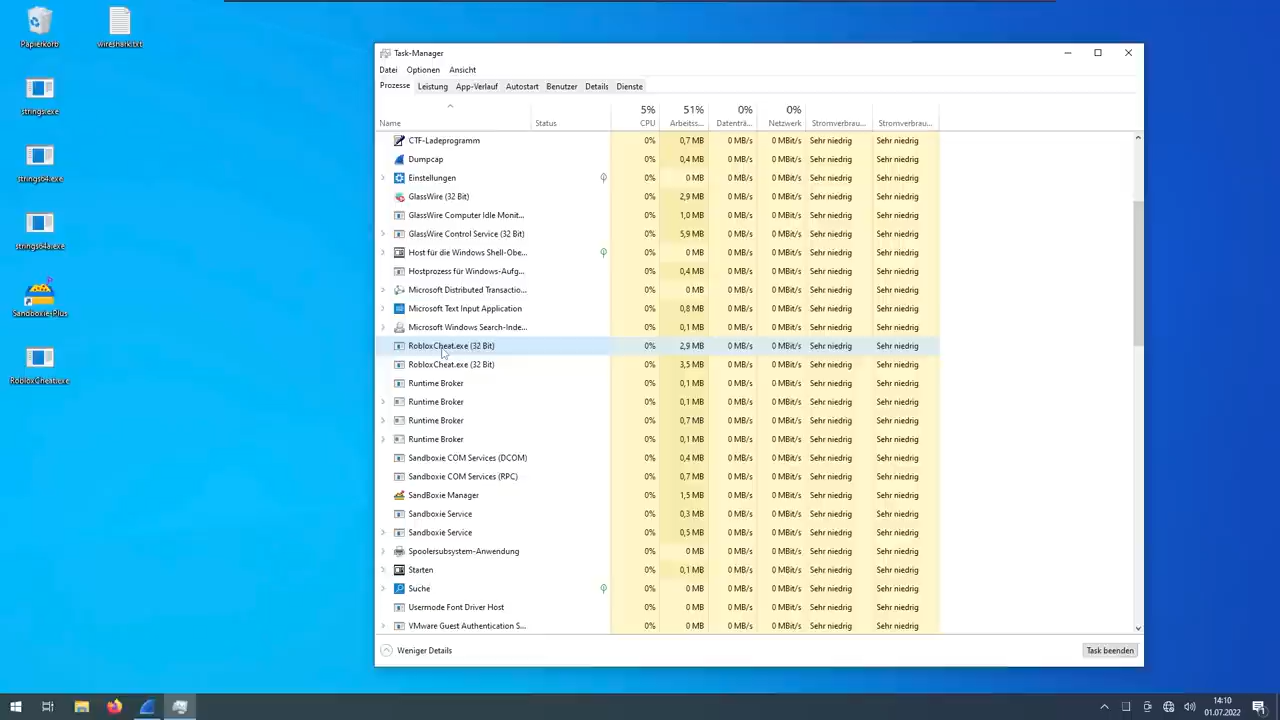 Papierkorb
wireshark.txt
strings.exe
strings64.exe
strings64a.exe
Sandboxie-Plus
RobloxCheat.exe
Task-Manager
Datei Optionen Ansicht
Prozesse Leistung App-Verlauf Autostart Benutzer Details Dienste
5% 51% 0% 0%
Name Status CPU Arbeitss... Datenträ... Netzwerk Stromverbrau... Stromverbrau...
CTF-Ladeprogramm 0% 0,7 MB 0 MB/s 0 MBit/s Sehr niedrig Sehr niedrig
Dumpcap 0% 0,4 MB 0 MB/s 0 MBit/s Sehr niedrig Sehr niedrig
Einstellungen 0% 0 MB 0 MB/s 0 MBit/s Sehr niedrig Sehr niedrig
GlassWire (32 Bit) 0% 2,9 MB 0 MB/s 0 MBit/s Sehr niedrig Sehr niedrig
GlassWire Computer Idle Monit... 0% 1,0 MB 0 MB/s 0 MBit/s Sehr niedrig Sehr niedrig
GlassWire Control Service (32 Bit) 0% 5,9 MB 0 MB/s 0 MBit/s Sehr niedrig Sehr niedrig
Host für die Windows Shell-Obe... 0% 0 MB 0 MB/s 0 MBit/s Sehr niedrig Sehr niedrig
Hostprozess für Windows-Aufg... 0% 0,4 MB 0 MB/s 0 MBit/s Sehr niedrig Sehr niedrig
Microsoft Distributed Transactio... 0% 0 MB 0 MB/s 0 MBit/s Sehr niedrig Sehr niedrig
Microsoft Text Input Application 0% 0,8 MB 0 MB/s 0 MBit/s Sehr niedrig Sehr niedrig
Microsoft Windows Search-Inde... 0% 0,1 MB 0 MB/s 0 MBit/s Sehr niedrig Sehr niedrig
RobloxCheat.exe (32 Bit) 0% 2,9 MB 0 MB/s 0 MBit/s Sehr niedrig Sehr niedrig
RobloxCheat.exe (32 Bit) 0% 3,5 MB 0 MB/s 0 MBit/s Sehr niedrig Sehr niedrig
Runtime Broker 0% 0,1 MB 0 MB/s 0 MBit/s Sehr niedrig Sehr niedrig
Runtime Broker 0% 0,1 MB 0 MB/s 0 MBit/s Sehr niedrig Sehr niedrig
Runtime Broker 0% 0,7 MB 0 MB/s 0 MBit/s Sehr niedrig Sehr niedrig
Runtime Broker 0% 0,1 MB 0 MB/s 0 MBit/s Sehr niedrig Sehr niedrig
Sandboxie COM Services (DCOM) 0% 0,4 MB 0 MB/s 0 MBit/s Sehr niedrig Sehr niedrig
Sandboxie COM Services (RPC) 0% 0,7 MB 0 MB/s 0 MBit/s Sehr niedrig Sehr niedrig
SandBoxie Manager 0% 1,5 MB 0 MB/s 0 MBit/s Sehr niedrig Sehr niedrig
Sandboxie Service 0% 0,3 MB 0 MB/s 0 MBit/s Sehr niedrig Sehr niedrig
Sandboxie Service 0% 0,5 MB 0 MB/s 0 MBit/s Sehr niedrig Sehr niedrig
Spoolersubsystem-Anwendung 0% 0 MB 0 MB/s 0 MBit/s Sehr niedrig Sehr niedrig
Starten 0% 0,1 MB 0 MB/s 0 MBit/s Sehr niedrig Sehr niedrig
Suche 0% 0 MB 0 MB/s 0 MBit/s Sehr niedrig Sehr niedrig
Usermode Font Driver Host 0% 0 MB 0 MB/s 0 MBit/s Sehr niedrig Sehr niedrig
VMware Guest Authentication S... 0% 0 MB 0 MB/s 0 MBit/s Sehr niedrig Sehr niedrig
Weniger Details Task beenden
14:10
01.07.2022